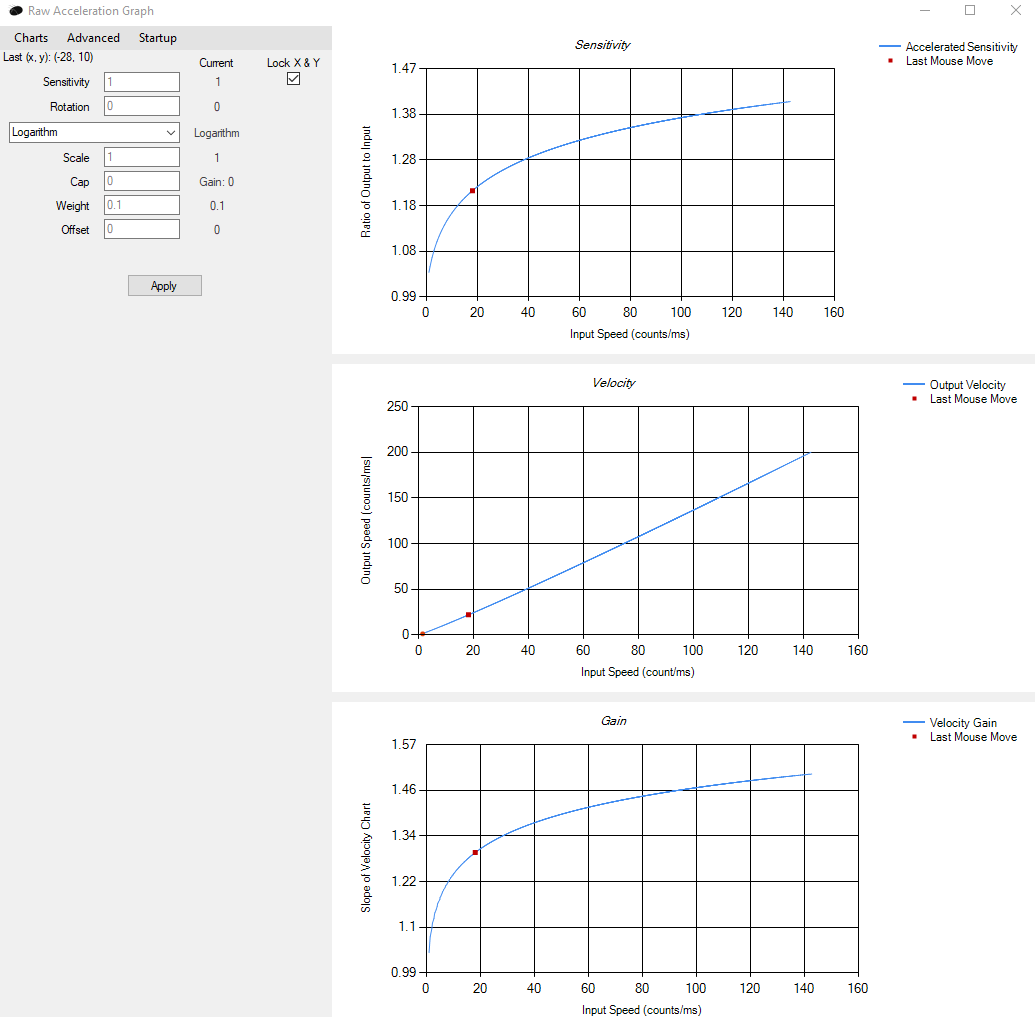 Raw Acceleration Graph
Charts Advanced Startup
Last (x, y): (-28, 10)
Current Lock X & Y
Sensitivity 1 1
Rotation 0 0
Logarithm Logarithm
Scale 1 1
Cap 0 Gain: 0
Weight 0.1 0.1
Offset 0 0
Apply
Sensitivity
Accelerated Sensitivity
Last Mouse Move
Ratio of Output to Input
1.47
1.38
1.28
1.18
1.08
0.99
0 20 40 60 80 100 120 140 160
Input Speed (counts/ms)
Velocity
Output Velocity
Last Mouse Move
Output Speed (counts/ms)
250
200
150
100
50
0
0 20 40 60 80 100 120 140 160
Input Speed (count/ms)
Gain
Velocity Gain
Last Mouse Move
Slope of Velocity Chart
1.57
1.46
1.34
1.22
1.1
0.99
0 20 40 60 80 100 120 140 160
Input Speed (counts/ms)